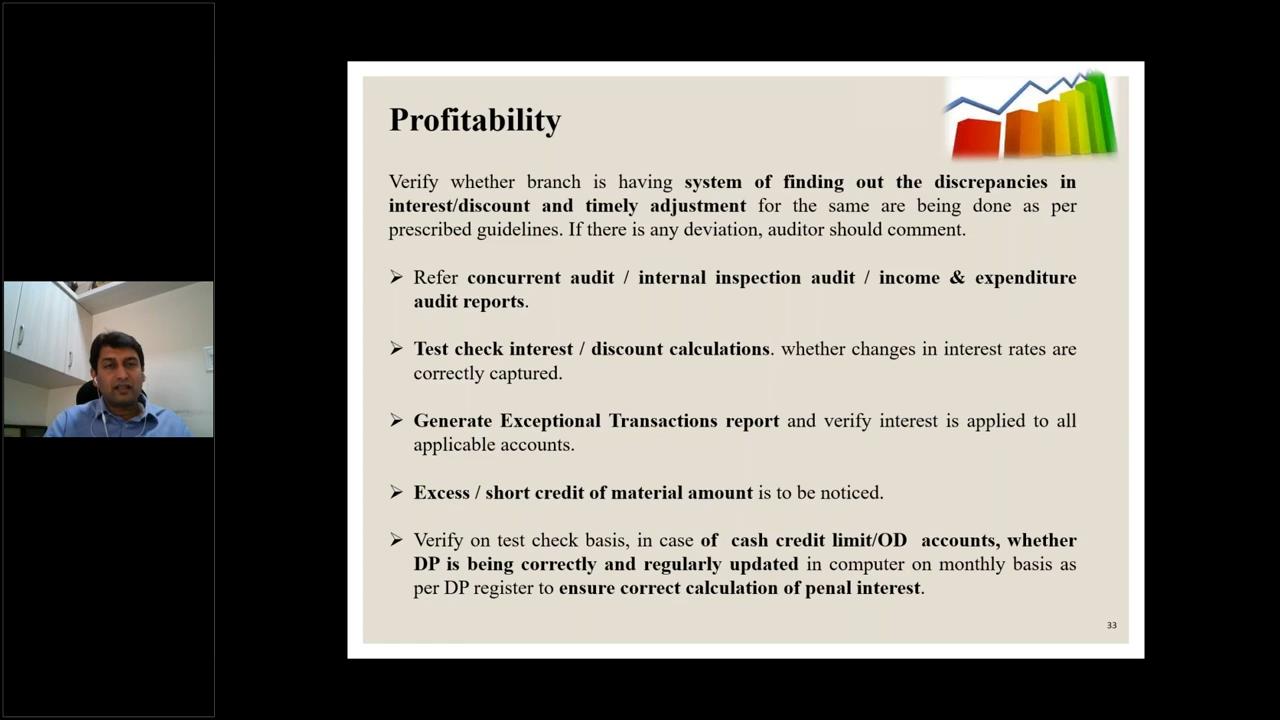 Profitability
Verify whether branch is having system of finding out the discrepancies in
interest/discount and timely adjustment for the same are being done as per
prescribed guidelines. If there is any deviation, auditor should comment.
➢ Refer concurrent audit / internal inspection audit / income & expenditure
audit reports.
➢ Test check interest / discount calculations. whether changes in interest rates are
correctly captured.
➢ Generate Exceptional Transactions report and verify interest is applied to all
applicable accounts.
➢ Excess / short credit of material amount is to be noticed.
➢ Verify on test check basis, in case of cash credit limit/OD accounts, whether
DP is being correctly and regularly updated in computer on monthly basis as
per DP register to ensure correct calculation of penal interest.
33